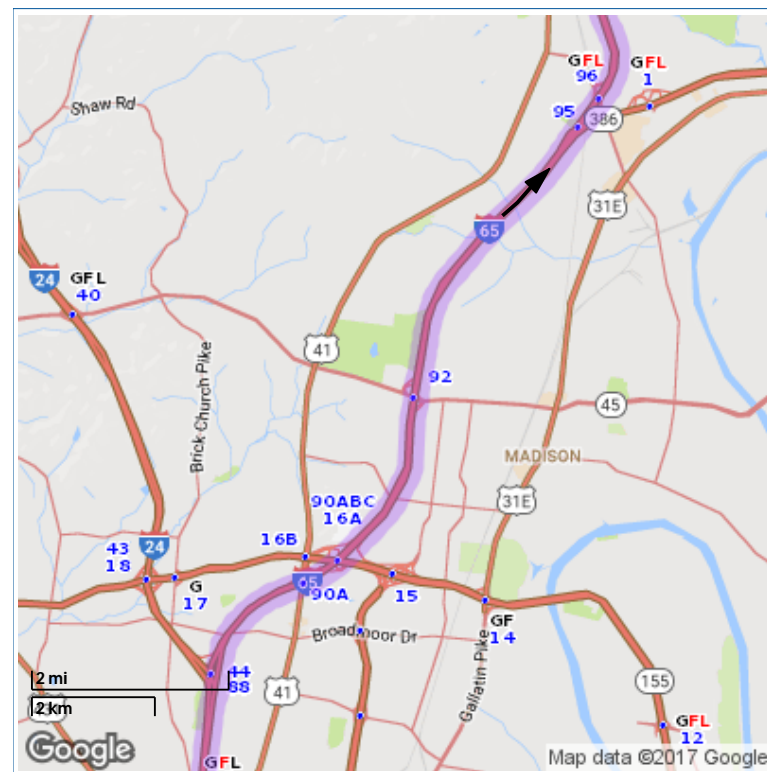 GFL
96
GFL
1
95
386
Shaw Rd
31E
65
24
GFL
40
41
92
45
Brick Church Pike
MADISON
31E
90ABC
16A
16B
43
18
24
G
17
65
90A
15
GF
14
Broadmoor Dr
Gallatin Pike
2 mi
2 km
44
88
41
155
GFL
12
GFL
Google
Map data ©2017 Google